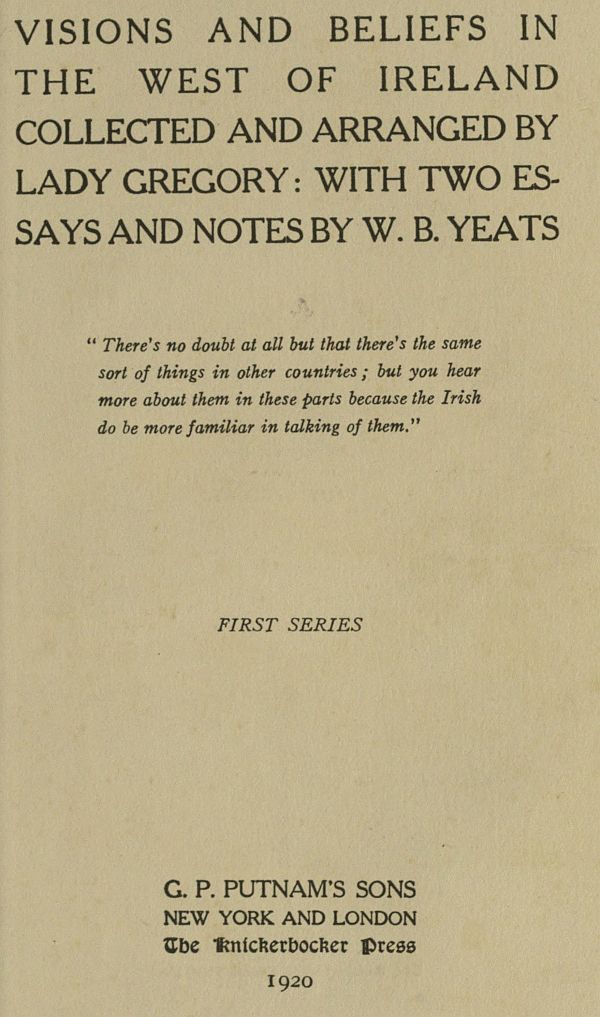 VISIONS AND BELIEFS IN
THE WEST OF IRELAND
COLLECTED AND ARRANGED BY
LADY GREGORY: WITH TWO ES-
SAYS AND NOTES BY W. B. YEATS
"There's no doubt at all but that there's the same
sort of things in other countries; but you hear
more about them in these parts because the Irish
do be more familiar in talking of them."
FIRST SERIES
G. P. PUTNAM'S SONS
NEW YORK AND LONDON
The Knickerbocker Press
1920